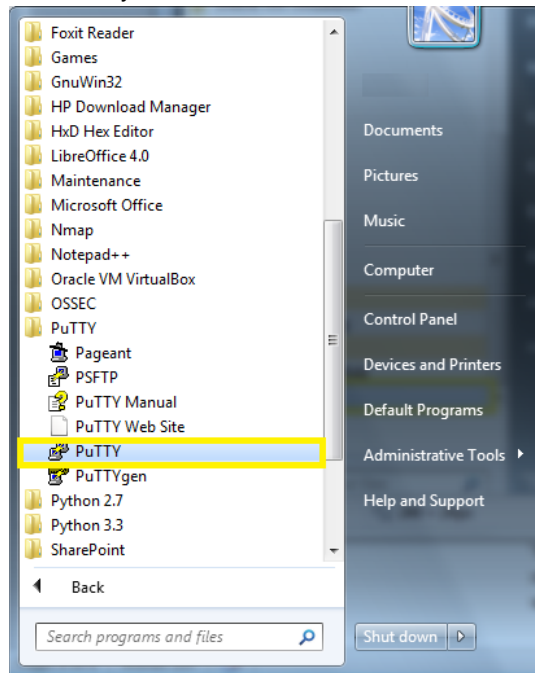 Foxit Reader
Games
GnuWin32
HP Download Manager
HxD Hex Editor
LibreOffice 4.0
Maintenance
Microsoft Office
Nmap
Notepad++
Oracle VM VirtualBox
OSSEC
PuTTY
Pageant
PSFTP
PuTTY Manual
PuTTY Web Site
PuTTY
PuTTYgen
Python 2.7
Python 3.3
SharePoint
Back
Search programs and files
Documents
Pictures
Music
Computer
Control Panel
Devices and Printers
Default Programs
Administrative Tools
Help and Support
Shut down